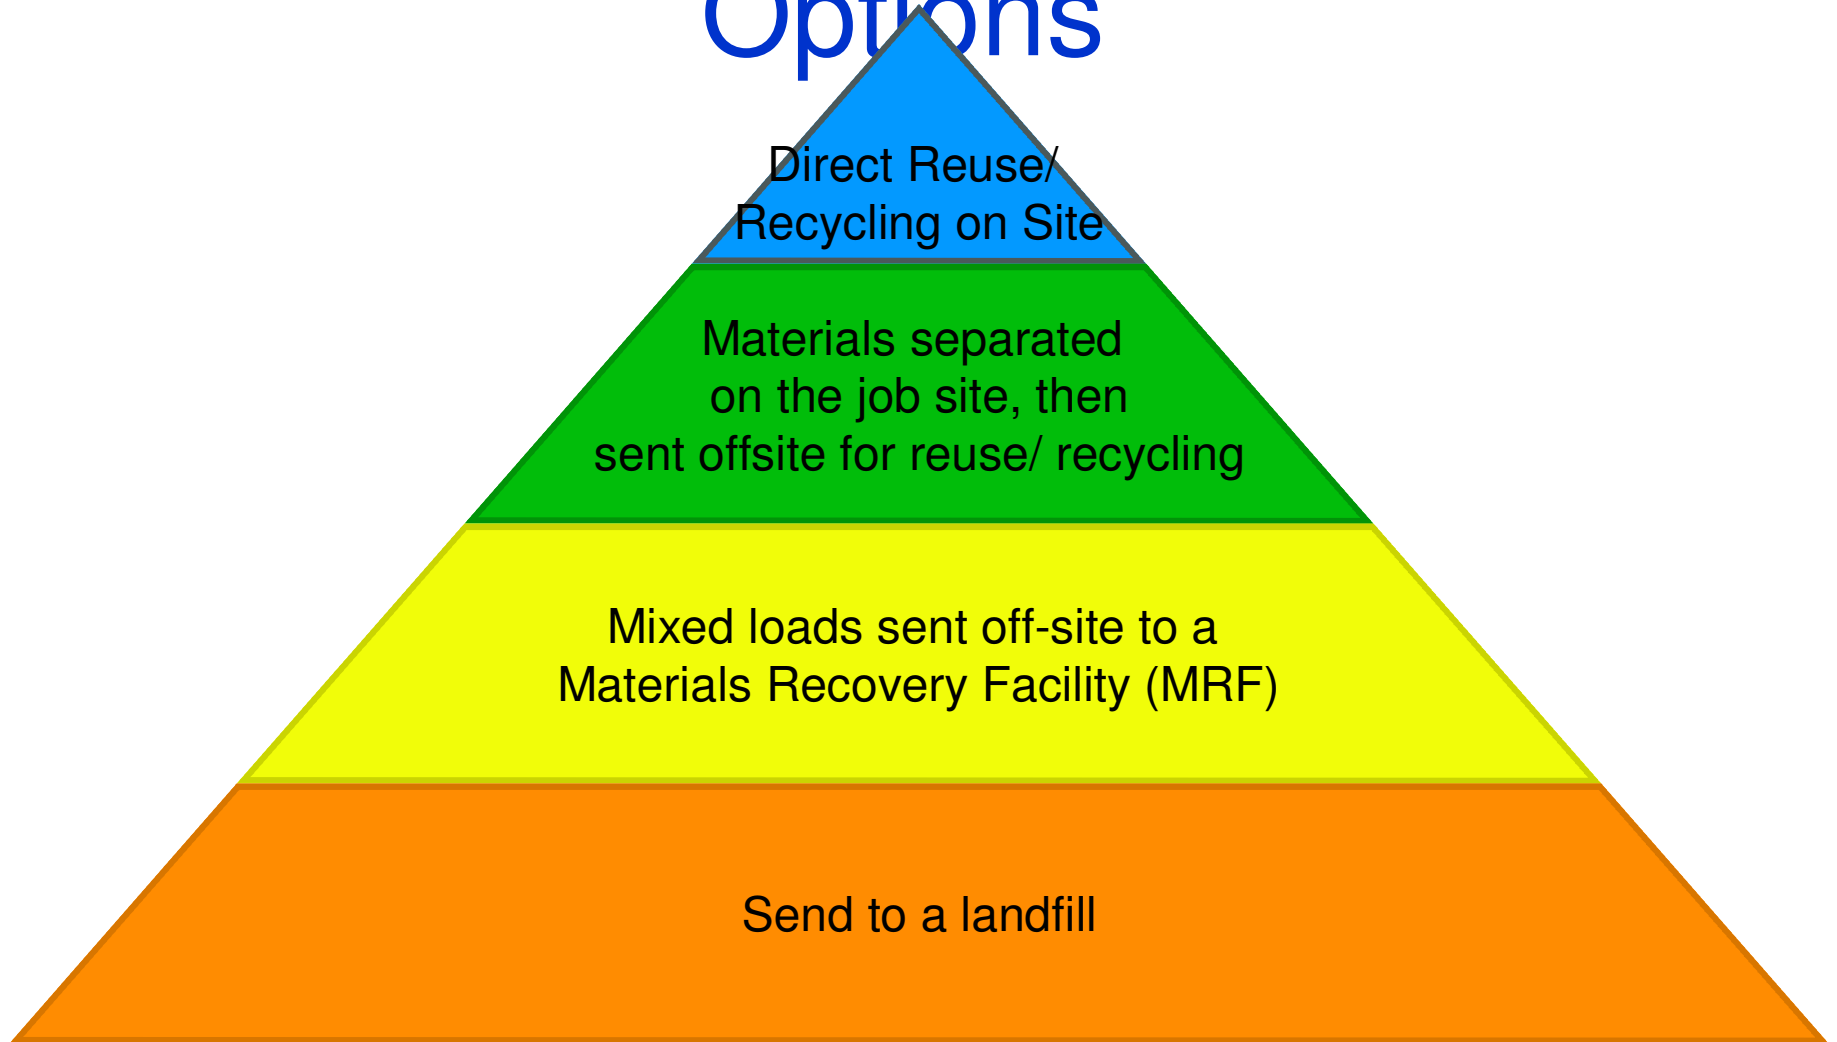 Options
Direct Reuse/
Recycling on Site
Materials separated
on the job site, then
sent offsite for reuse/ recycling
Mixed loads sent off-site to a
Materials Recovery Facility (MRF)
Send to a landfill